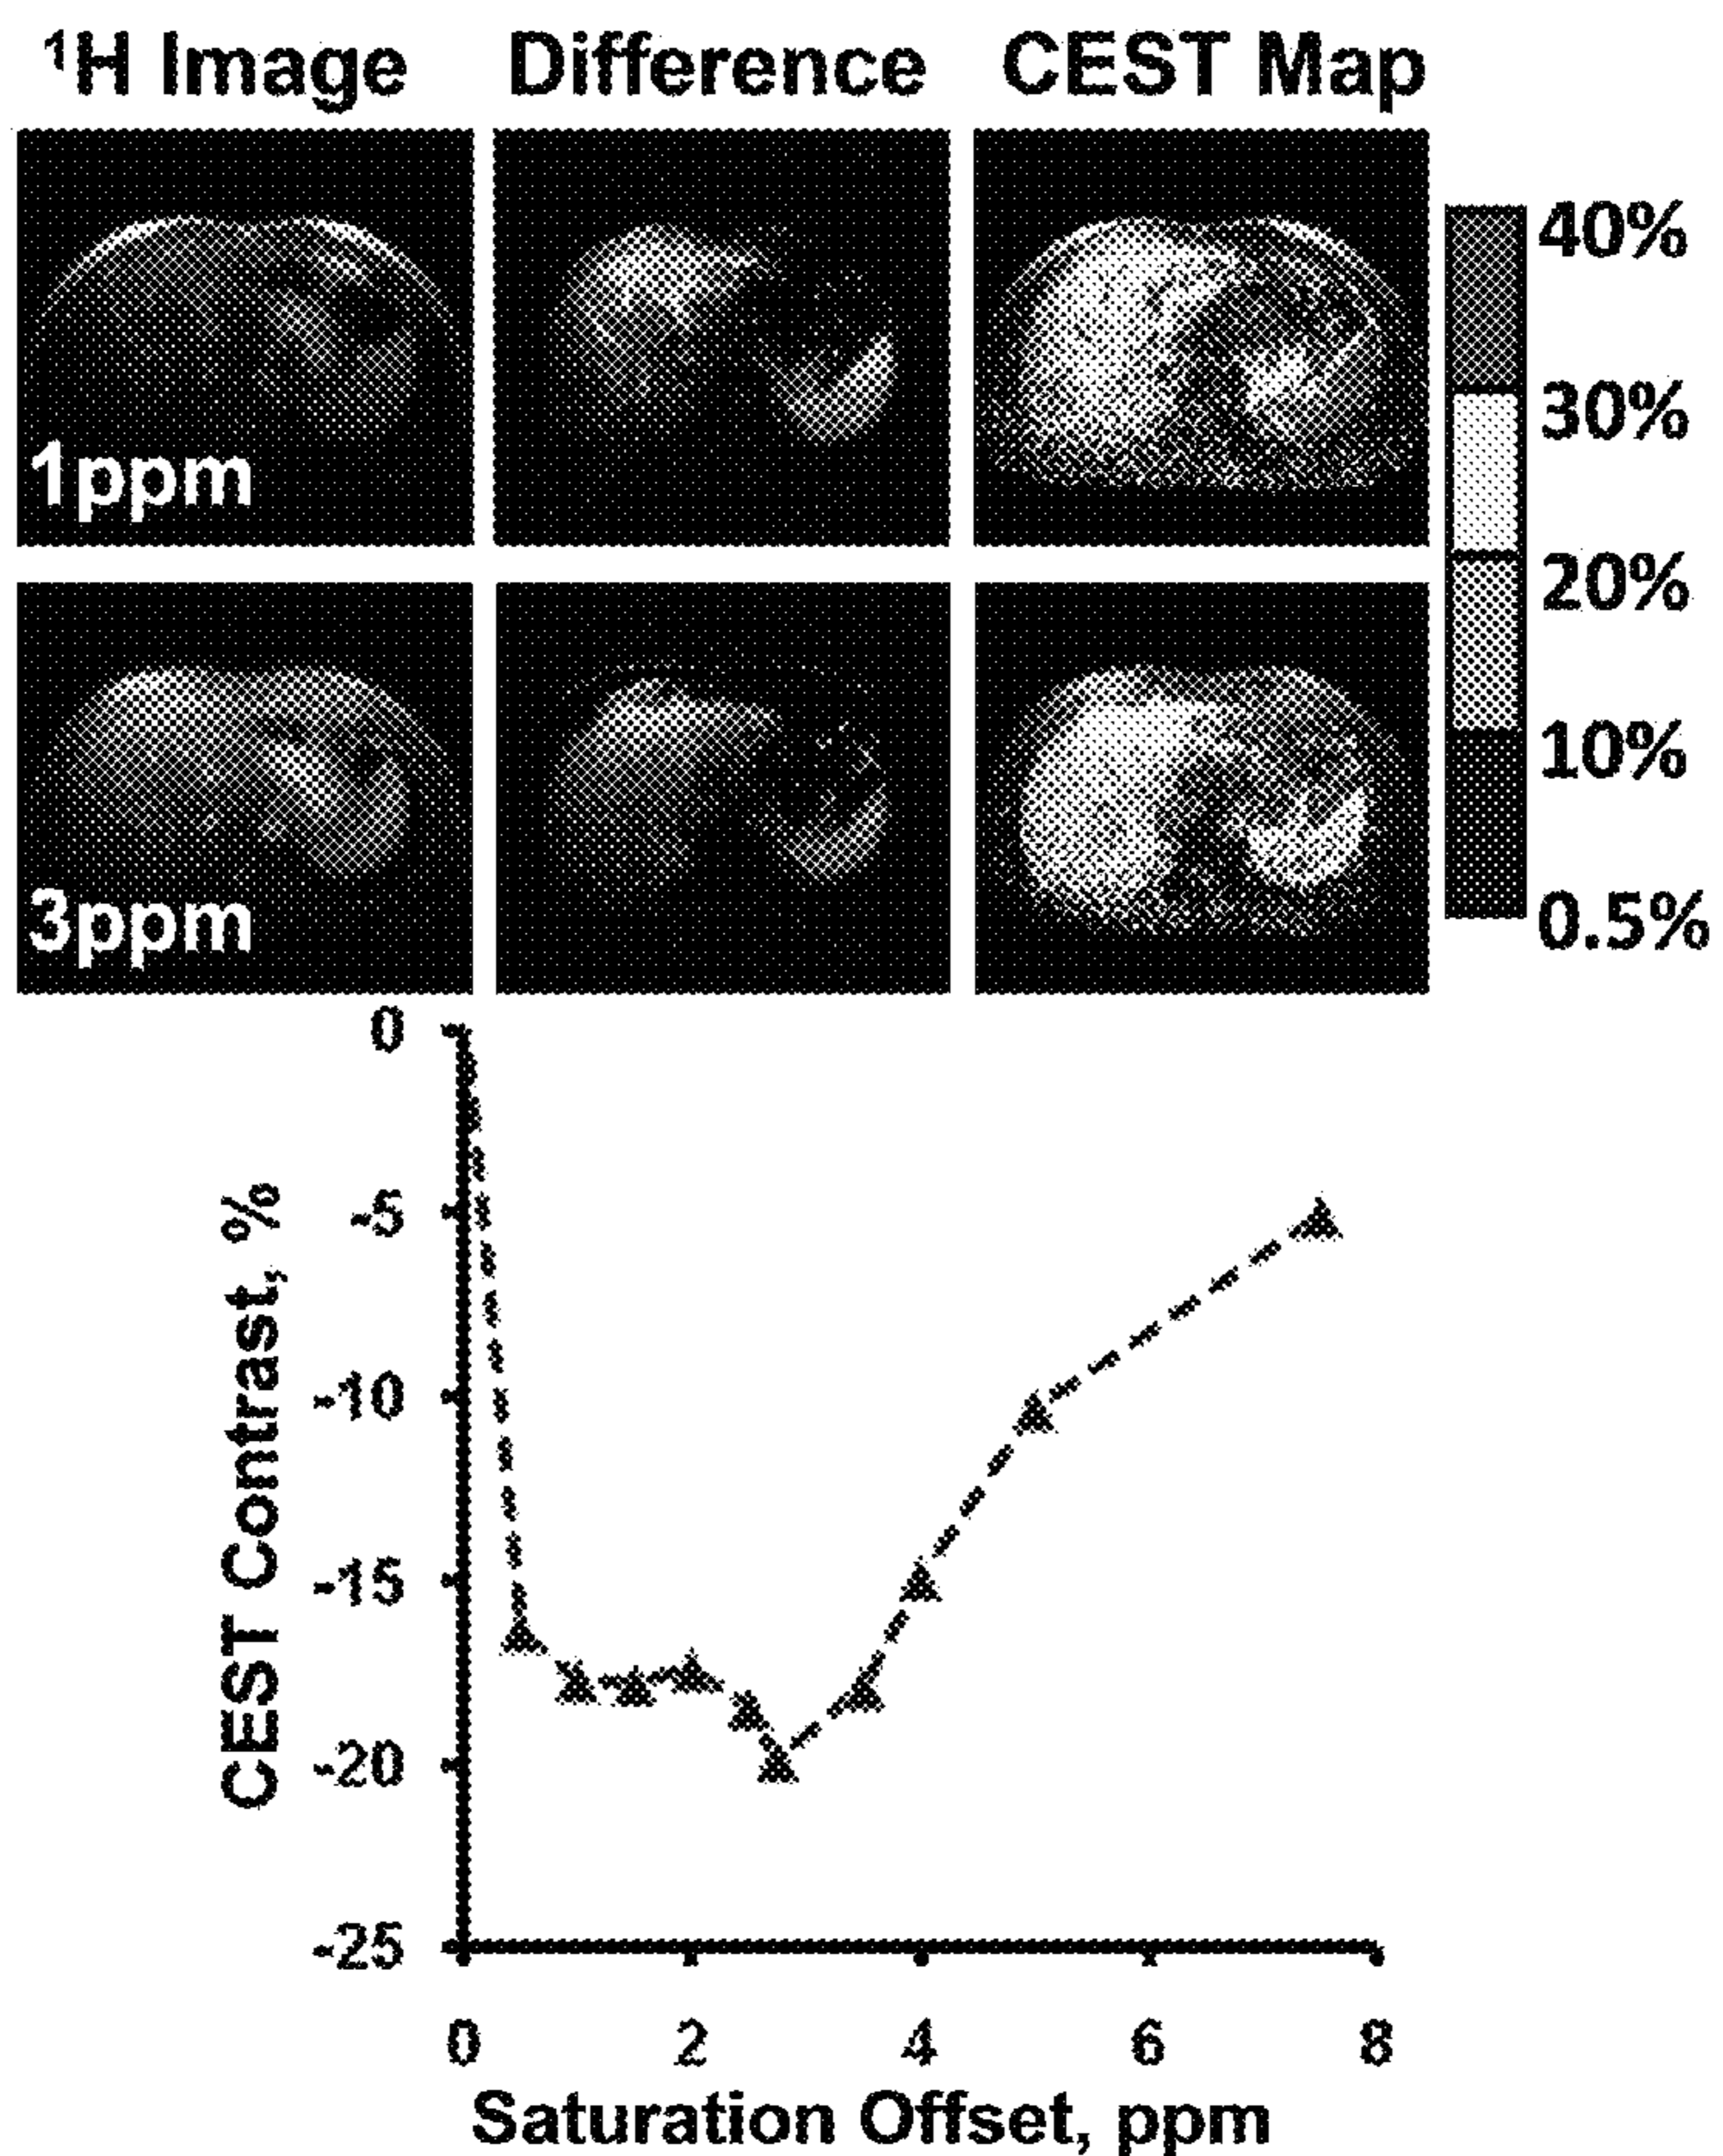 ¹H Image Difference CEST Map
40%
30%
20%
10%
0.5%
1ppm
3ppm
0
-5
-10
-15
-20
-25
CEST Contrast, %
0 2 4 6 8
Saturation Offset, ppm